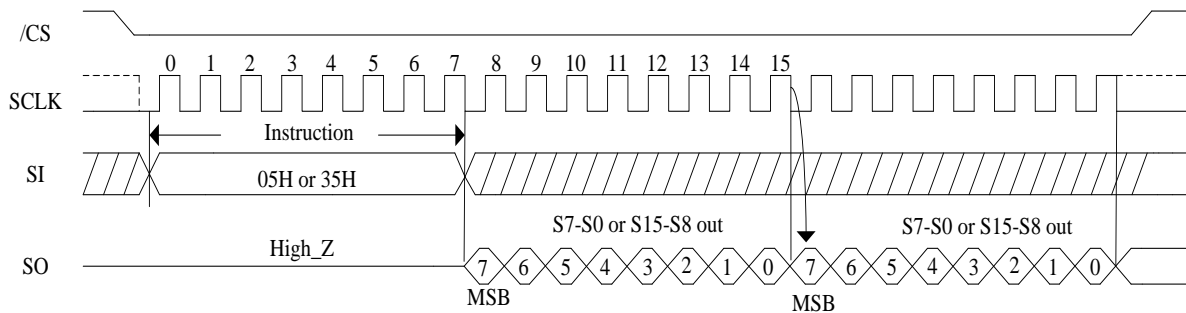 /CS
0 1 2 3 4 5 6 7 8 9 10 11 12 13 14 15
SCLK
Instruction
SI
05H or 35H
S7-S0 or S15-S8 out
S7-S0 or S15-S8 out
High_Z
SO
7 6 5 4 3 2 1 0 7 6 5 4 3 2 1 0
MSB
MSB